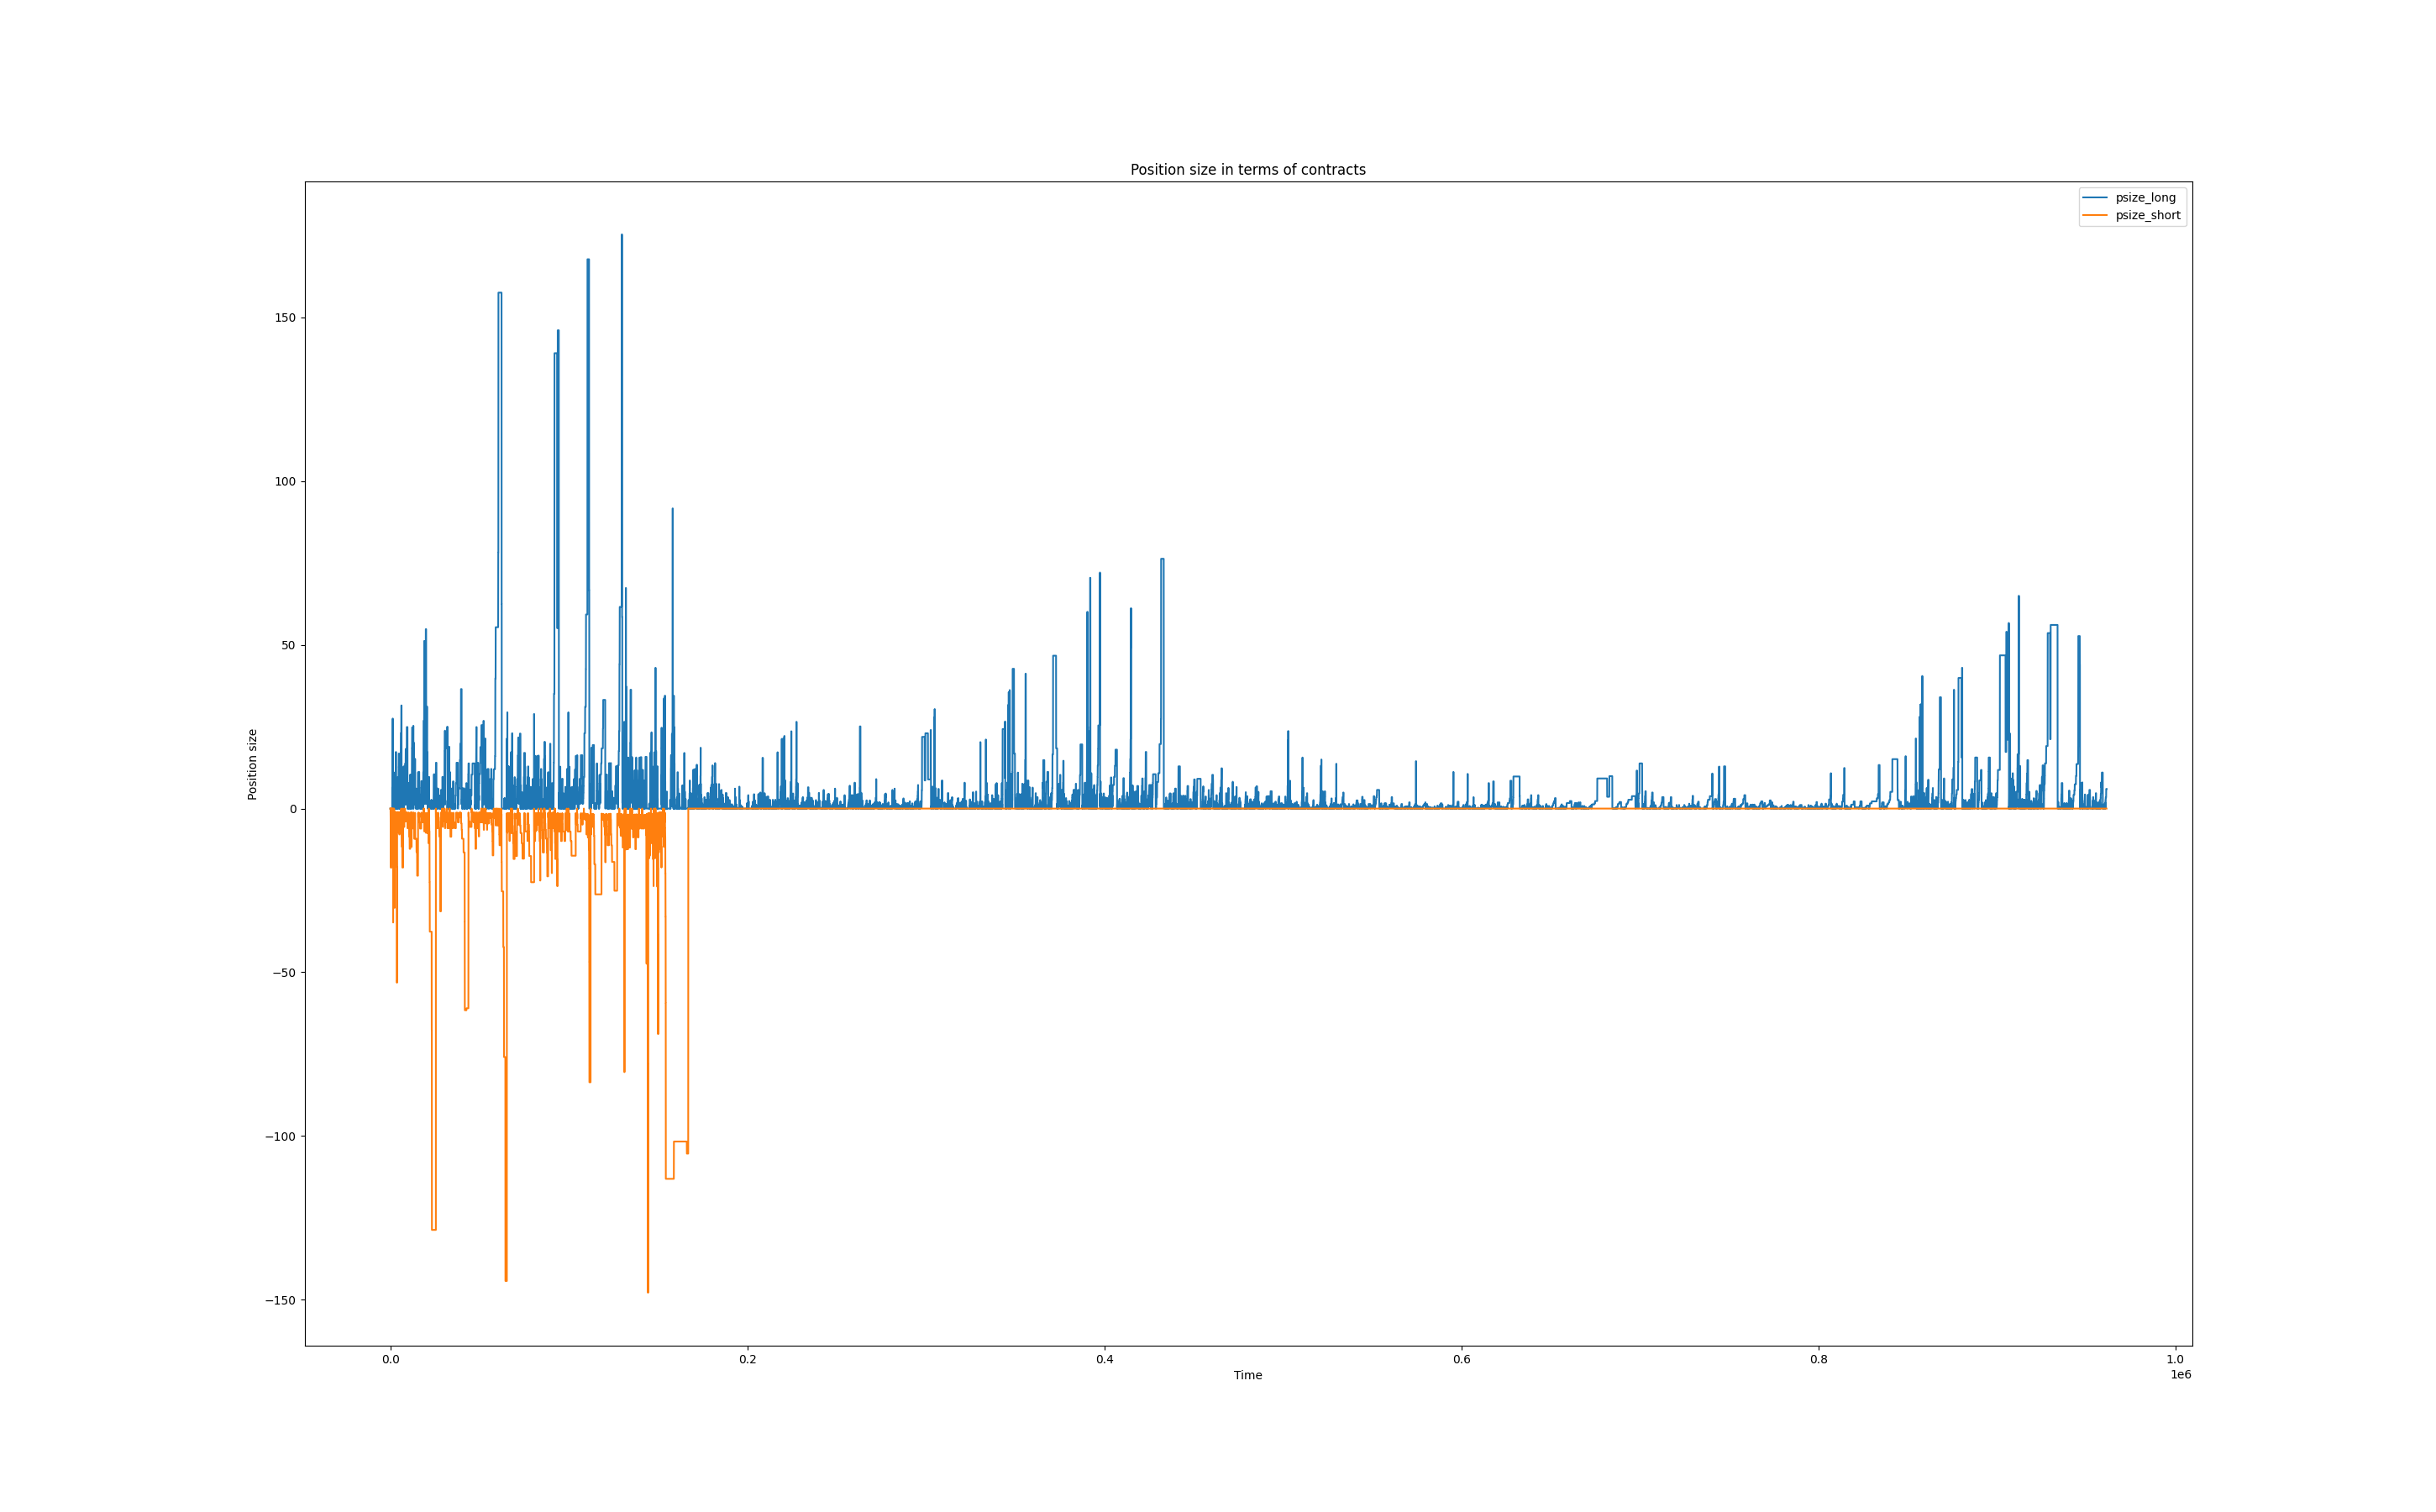 Position size in terms of contracts
psize_long
psize_short
Position size
150
100
50
0
−50
−100
−150
0.0
0.2
0.4
0.6
0.8
1.0
1e6
Time